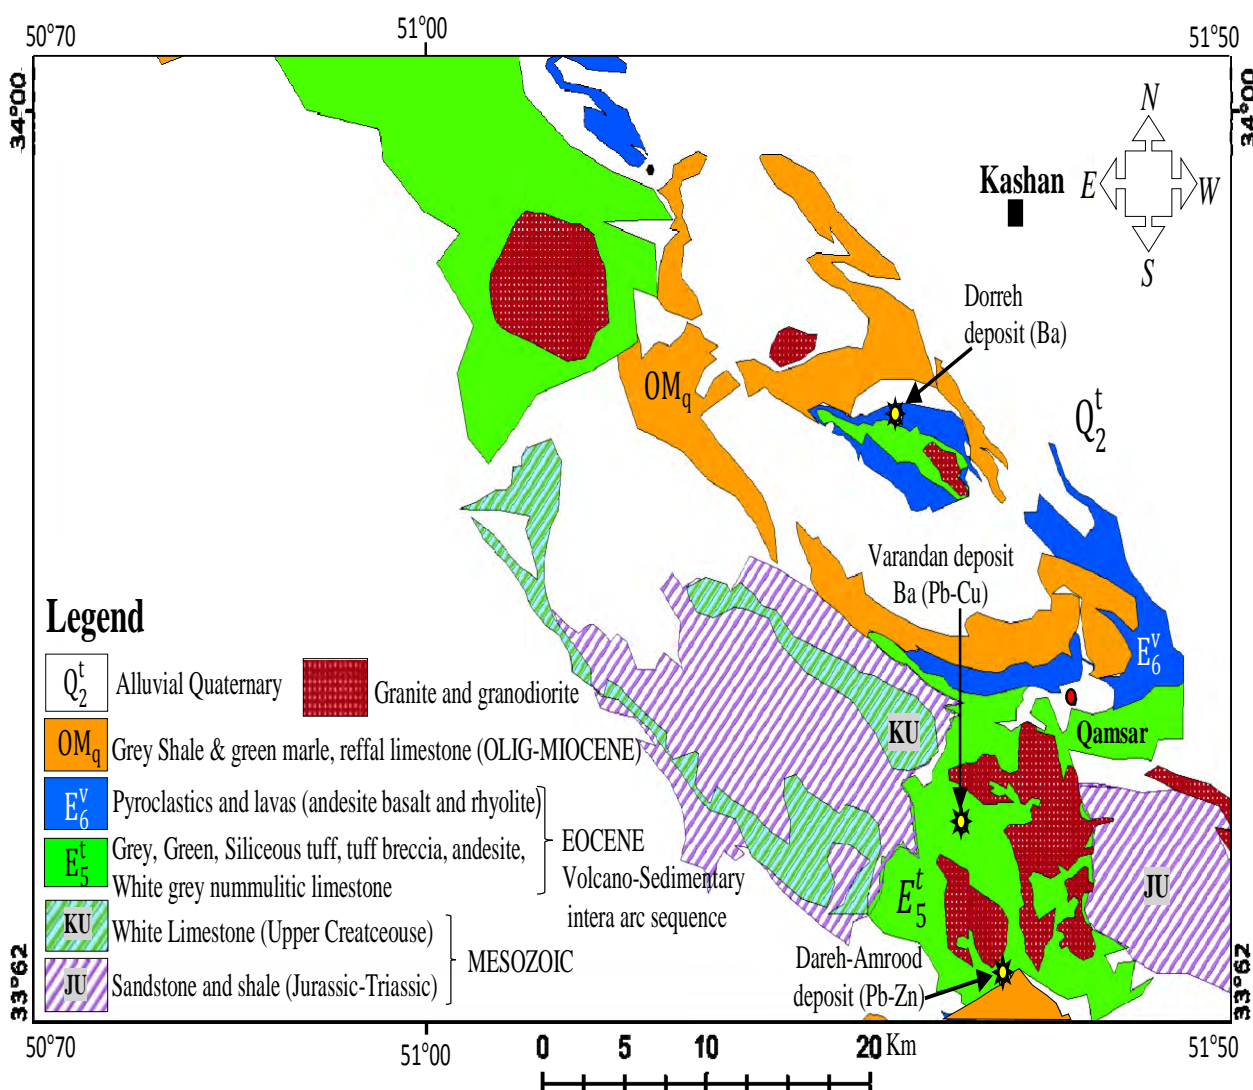 50°70
51°00
51°50
34°00
34°00
N
E
W
S
Kashan
Dorreh
deposit (Ba)
OMq
Q₂ᵗ
Varandan deposit
Ba (Pb-Cu)
E₆ᵛ
KU
Qamsar
JU
E₅ᵗ
Dareh-Amrood
deposit (Pb-Zn)
Legend
Q₂ᵗ Alluvial Quaternary
Granite and granodiorite
OMq Grey Shale & green marle, reffal limestone (OLIG-MIOCENE)
E₆ᵛ Pyroclastics and lavas (andesite basalt and rhyolite)
E₅ᵗ Grey, Green, Siliceous tuff, tuff breccia, andesite,
White grey nummulitic limestone
EOCENE
Volcano-Sedimentary
intera arc sequence
KU White Limestone (Upper Creatceouse)
JU Sandstone and shale (Jurassic-Triassic)
MESOZOIC
33°62
33°62
50°70
51°00
51°50
0 5 10 20 Km